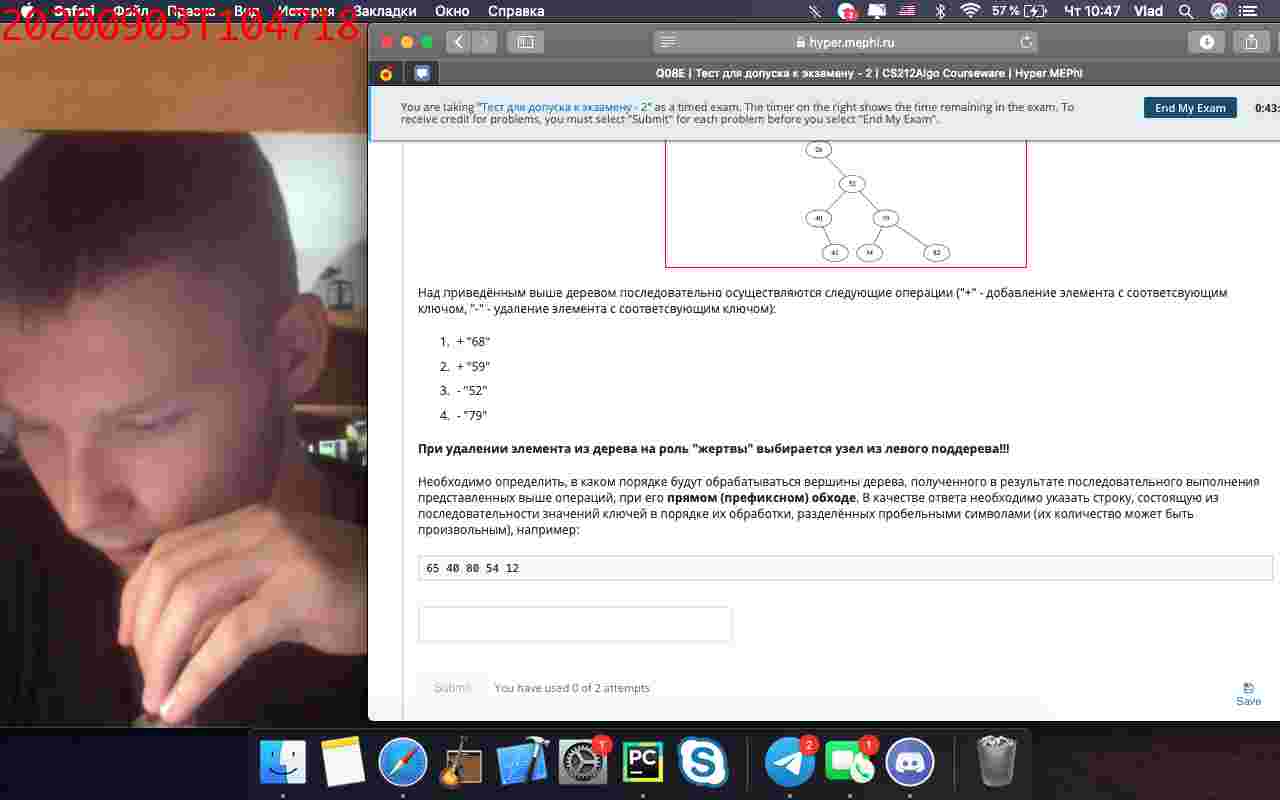 20200903T104718
Safari Файл Правка Вид История Закладки Окно Справка 57 % Чт 10:47 Vlad
hyper.mephi.ru
Q08E | Тест для допуска к экзамену - 2 | CS212Algo Courseware | Hyper MEPhI
You are taking "Тест для допуска к экзамену - 2" as a timed exam. The timer on the right shows the time remaining in the exam. To
receive credit for problems, you must select "Submit" for each problem before you select "End My Exam".
End My Exam
0:43:
52
40
Над приведённым выше деревом последовательно осуществляются следующие операции ("+" - добавление элемента с соответсвующим
ключом, "-" - удаление элемента с соответсвующим ключом):
1. + "68"
2. + "59"
3. - "52"
4. - "79"
При удалении элемента из дерева на роль "жертвы" выбирается узел из левого поддерева!!!
Необходимо определить, в каком порядке будут обрабатываться вершины дерева, полученного в результате последовательного выполнения
представленных выше операций, при его прямом (префиксном) обходе. В качестве ответа необходимо указать строку, состоящую из
последовательности значений ключей в порядке их обработки, разделённых пробельными символами (их количество может быть
произвольным), например:
65 40 80 54 12
Submit You have used 0 of 2 attempts
Save
1
PC
2
1